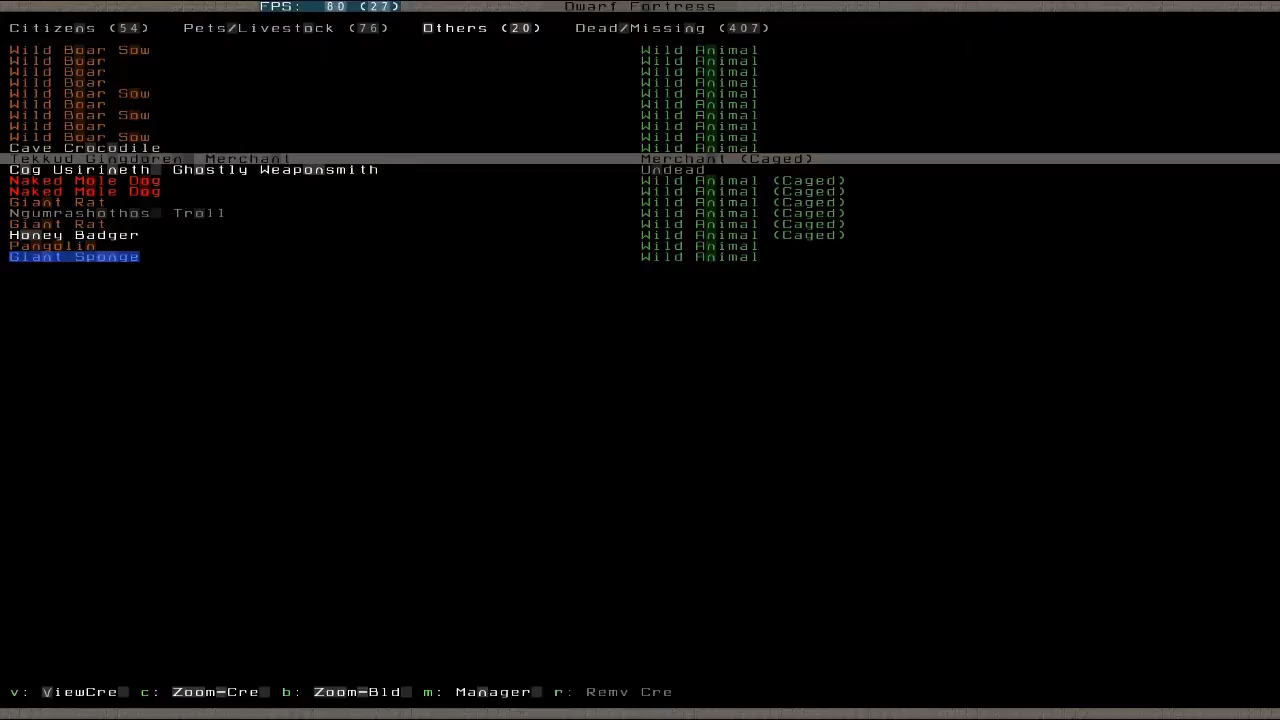 FPS: 80 (27) Dwarf Fortress
Citizens (54) Pets/Livestock (76) Others (20) Dead/Missing (407)
Wild Boar Sow Wild Animal
Wild Boar Wild Animal
Wild Boar Wild Animal
Wild Boar Wild Animal
Wild Boar Sow Wild Animal
Wild Boar Wild Animal
Wild Boar Sow Wild Animal
Wild Boar Wild Animal
Wild Boar Sow Wild Animal
Cave Crocodile Wild Animal
Tekkud Gingdoren Merchant Merchant (Caged)
Cog Usirineth Ghostly Weaponsmith Undead
Naked Mole Dog Wild Animal (Caged)
Naked Mole Dog Wild Animal (Caged)
Giant Rat Wild Animal (Caged)
Ngumrashothos Troll Wild Animal (Caged)
Giant Rat Wild Animal (Caged)
Honey Badger Wild Animal (Caged)
Pangolin Wild Animal
Giant Sponge Wild Animal
v: ViewCre c: Zoom-Cre b: Zoom-Bld m: Manager r: Remv Cre